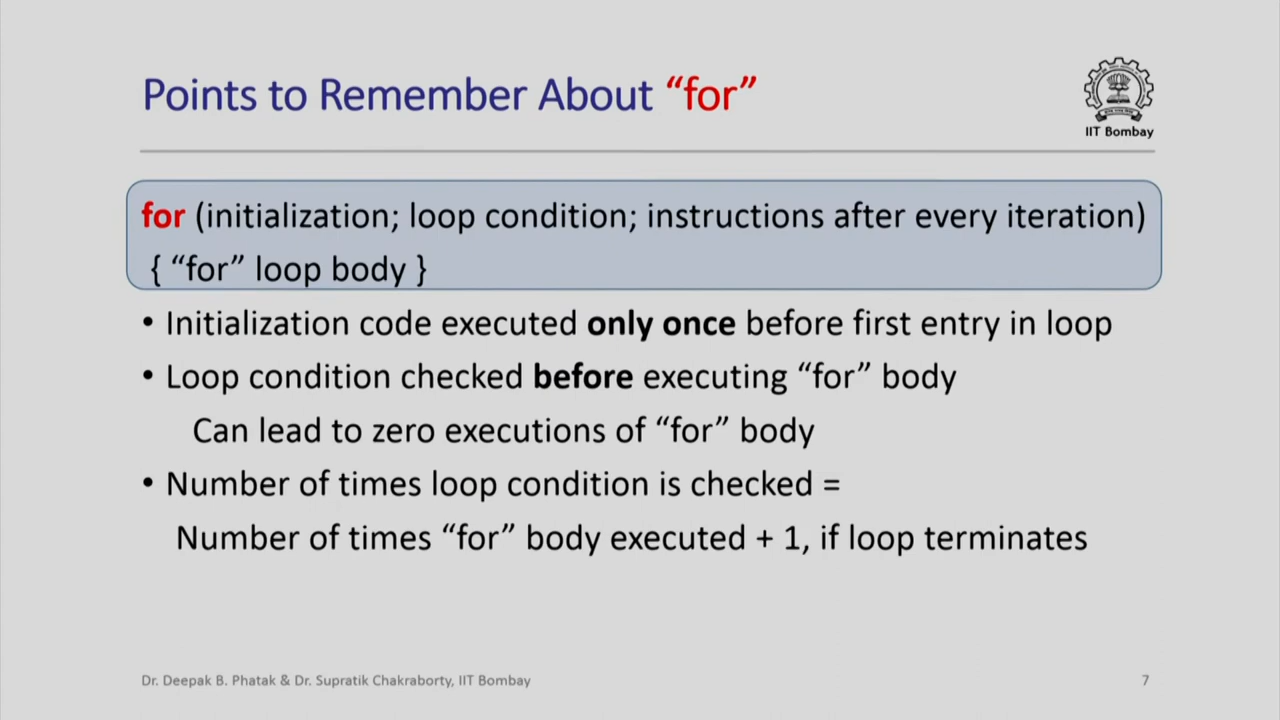 Points to Remember About “for”
IIT Bombay
for (initialization; loop condition; instructions after every iteration)
{ “for” loop body }
• Initialization code executed only once before first entry in loop
• Loop condition checked before executing “for” body
Can lead to zero executions of “for” body
• Number of times loop condition is checked =
Number of times “for” body executed + 1, if loop terminates
Dr. Deepak B. Phatak & Dr. Supratik Chakraborty, IIT Bombay
7